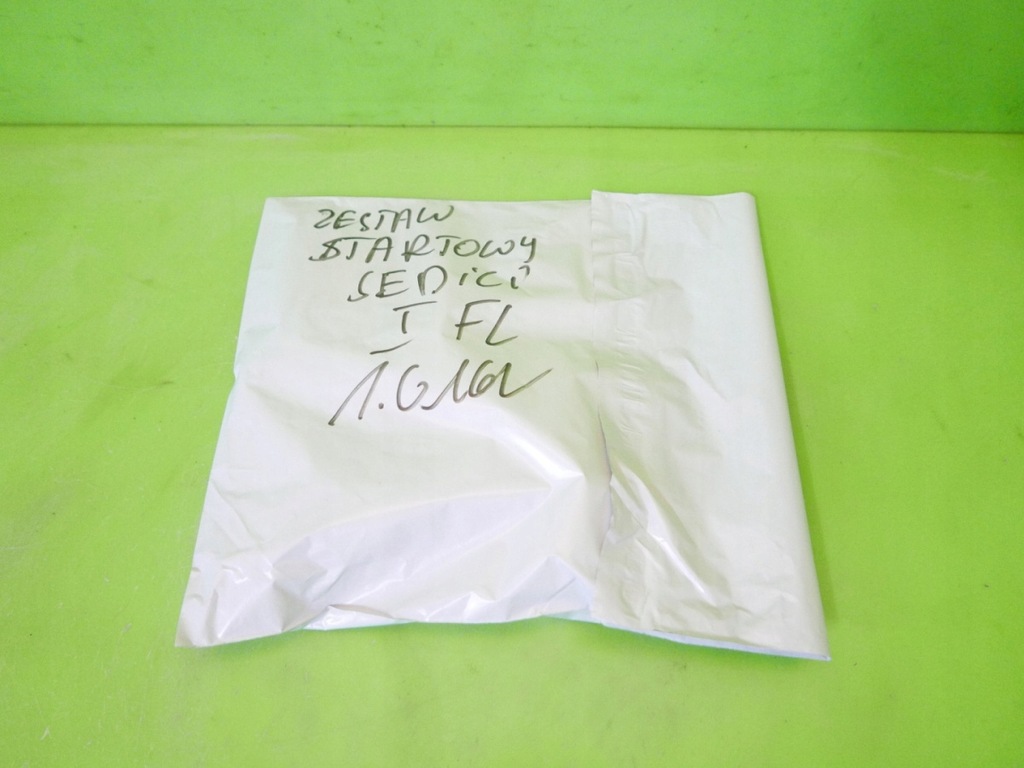 ZESTAW
STARTOWY
SEDiCi
I FL
1.6 16V